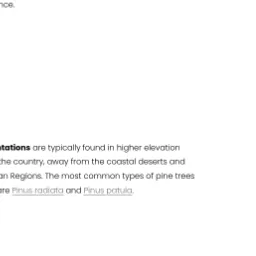 nce.
ntations are typically found in higher elevation
the country, away from the coastal deserts and
an Regions. The most common types of pine trees
are Pinus radiata and Pinus patula.